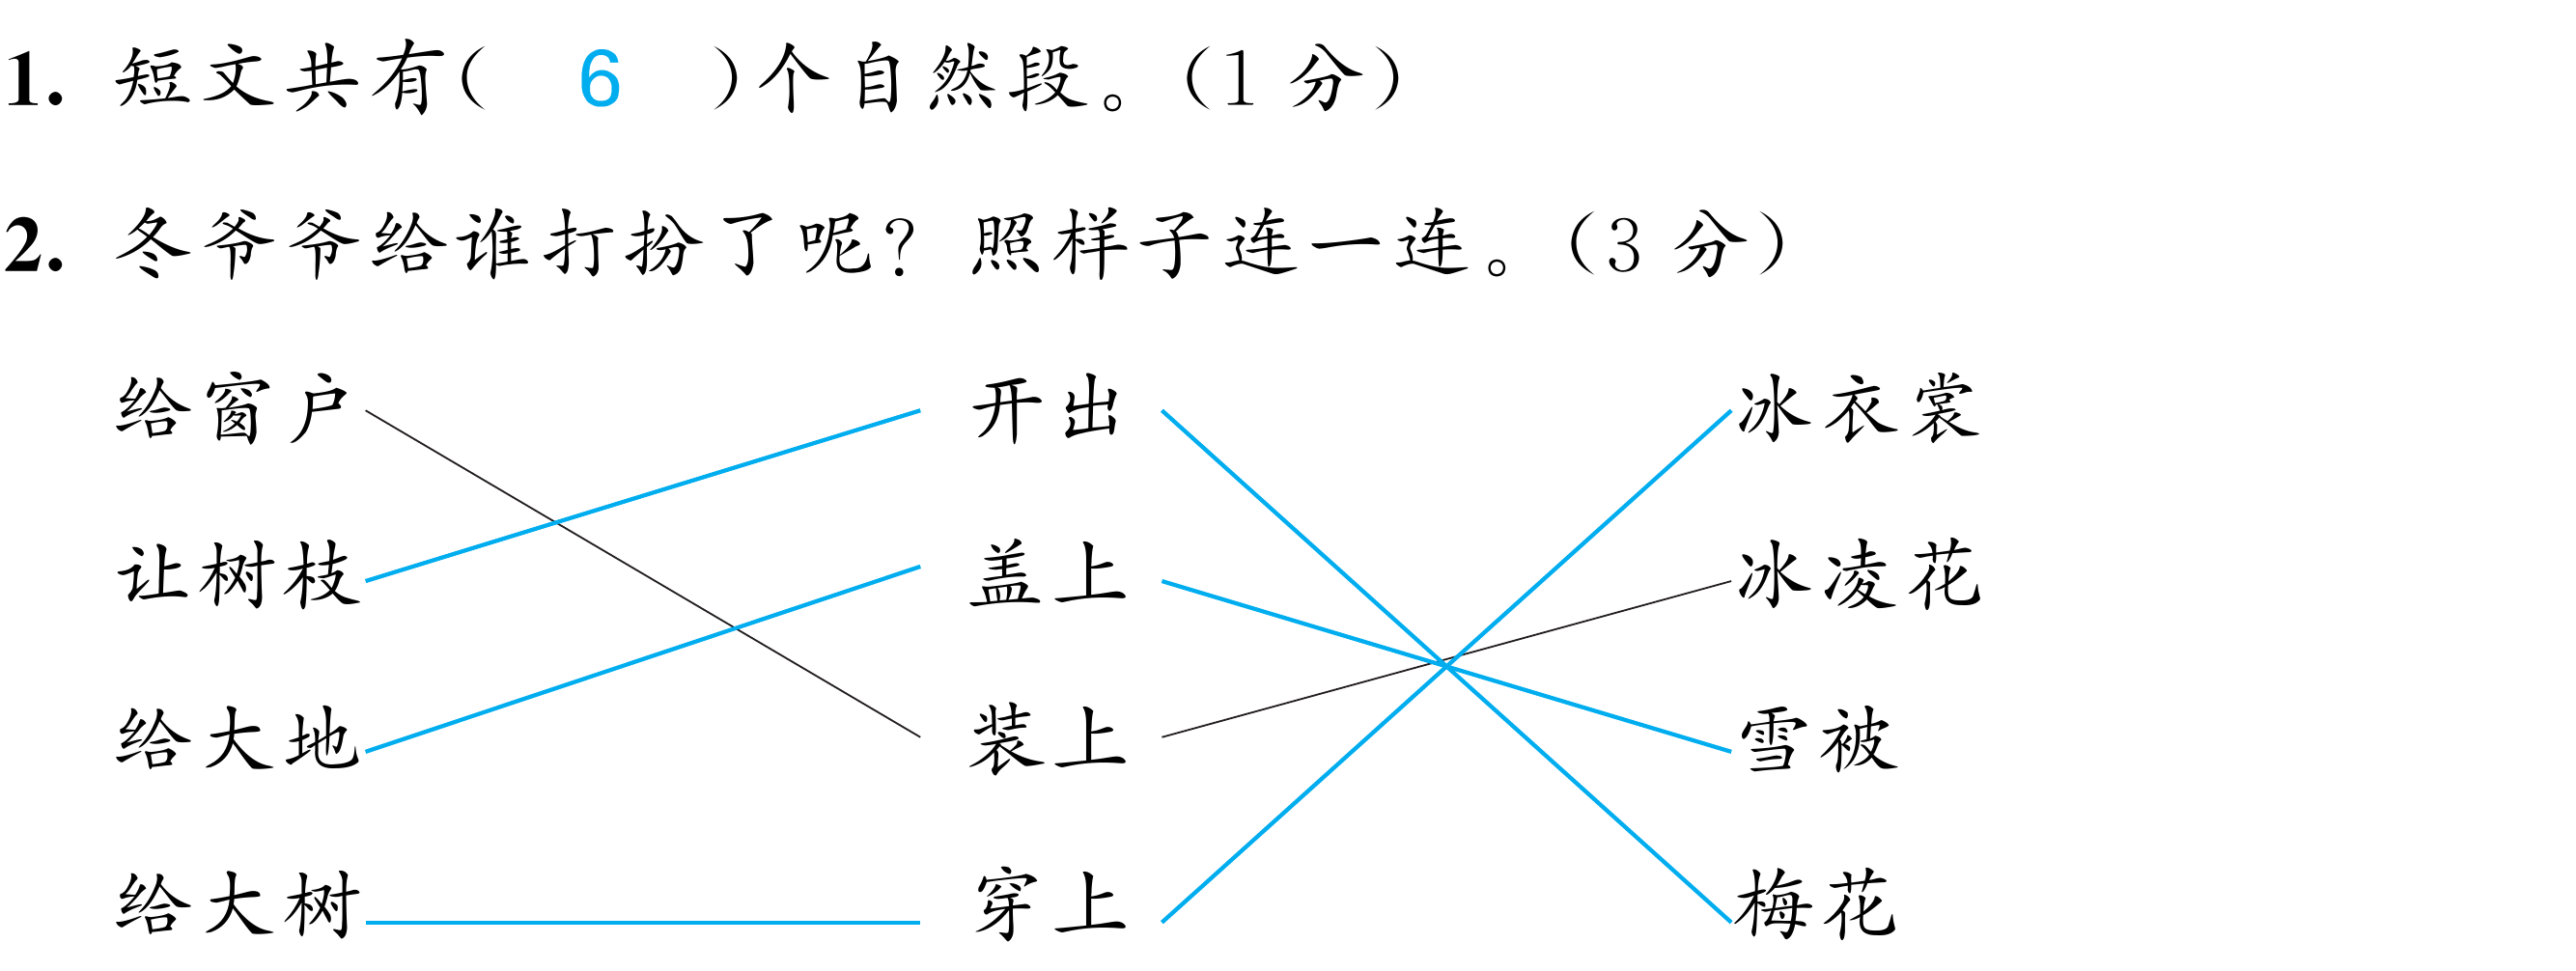 1. 短文共有( 6 )个自然段。(1 分)
2. 冬爷爷给谁打扮了呢? 照样子连一连。(3 分)
给窗户 开出 冰衣裳
让树枝 盖上 冰凌花
给大地 装上 雪被
给大树 穿上 梅花